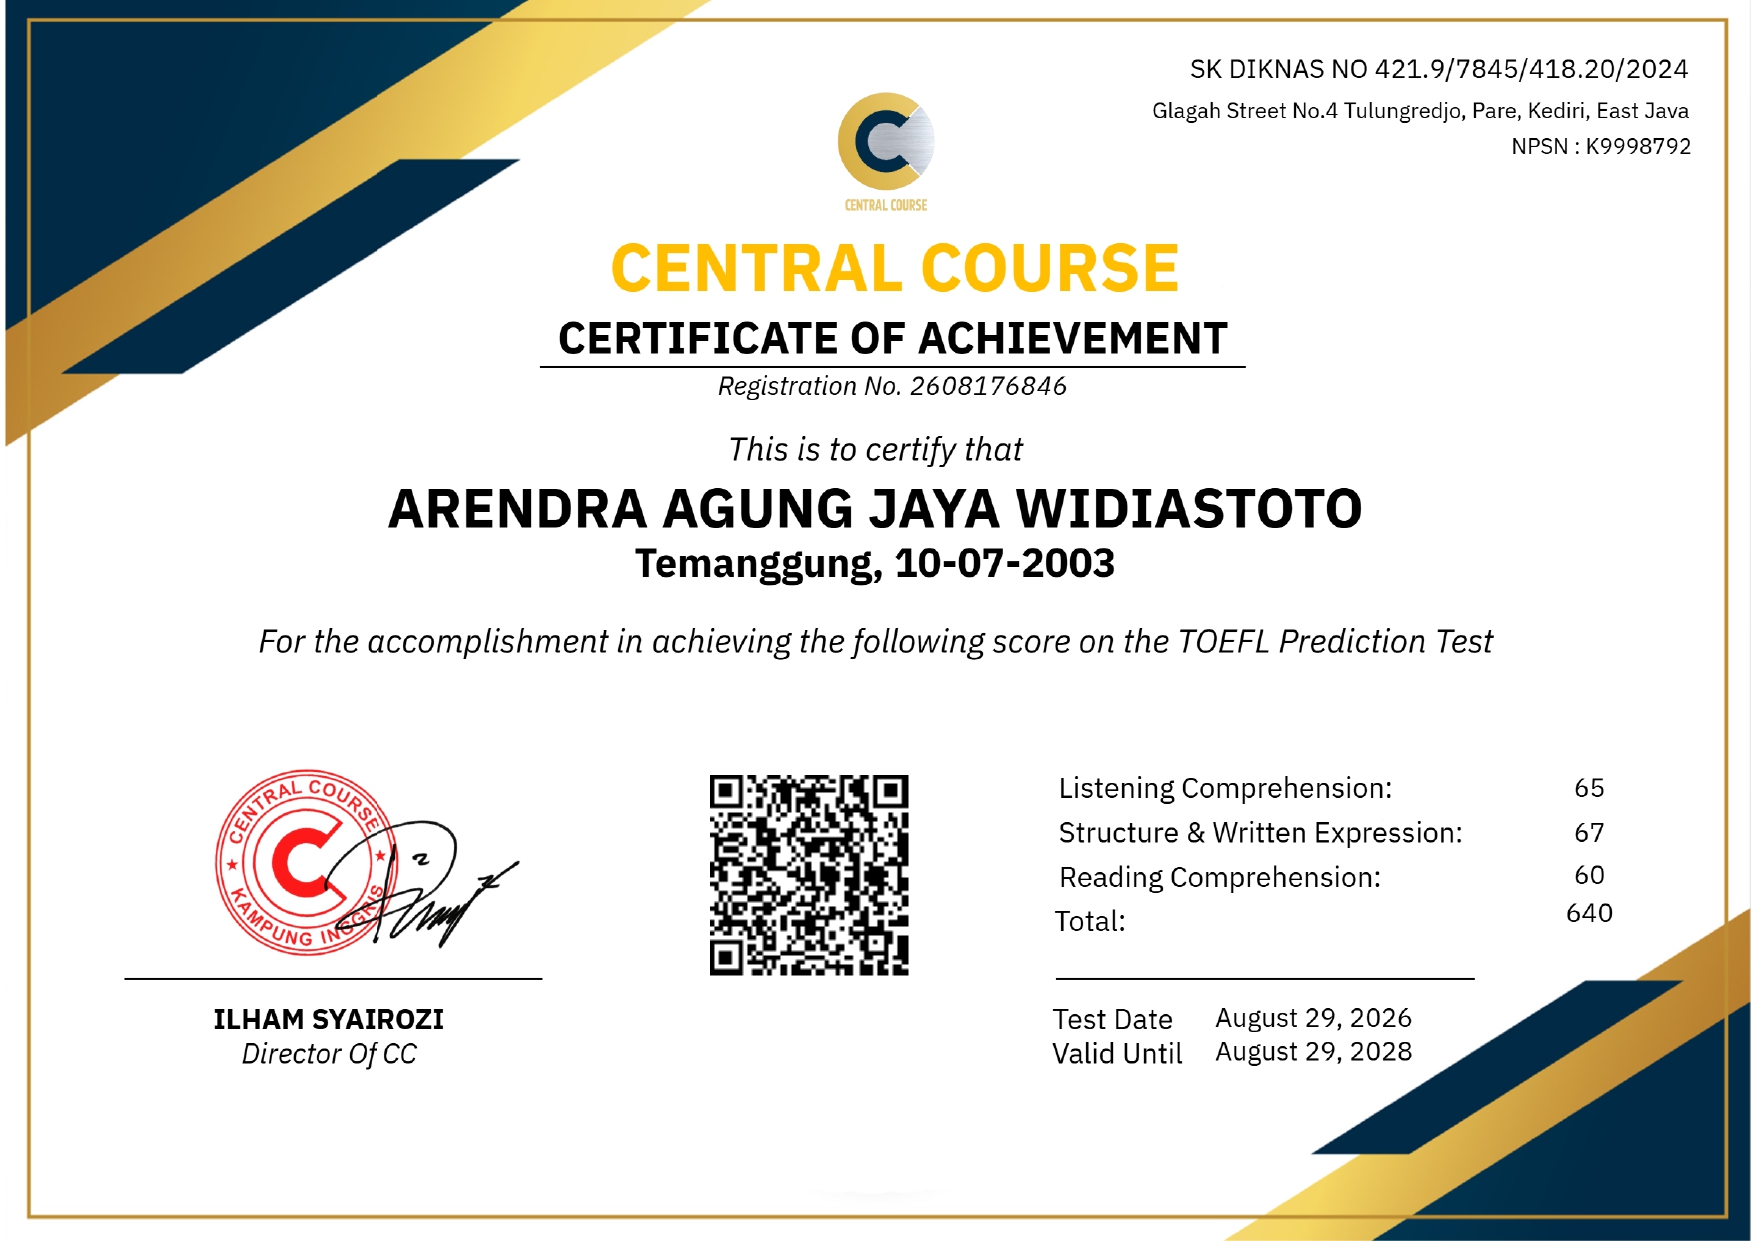 SK DIKNAS NO 421.9/7845/418.20/2024
Glagah Street No.4 Tulungredjo, Pare, Kediri, East Java
NPSN : K9998792
CENTRAL COURSE
CENTRAL COURSE
CERTIFICATE OF ACHIEVEMENT
Registration No. 2608176846
This is to certify that
ARENDRA AGUNG JAYA WIDIASTOTO
Temanggung, 10-07-2003
For the accomplishment in achieving the following score on the TOEFL Prediction Test
CENTRAL COURSE
KAMPUNG INGGRIS
ILHAM SYAIROZI
Director Of CC
Listening Comprehension: 65
Structure & Written Expression: 67
Reading Comprehension: 60
Total: 640
Test Date August 29, 2026
Valid Until August 29, 2028